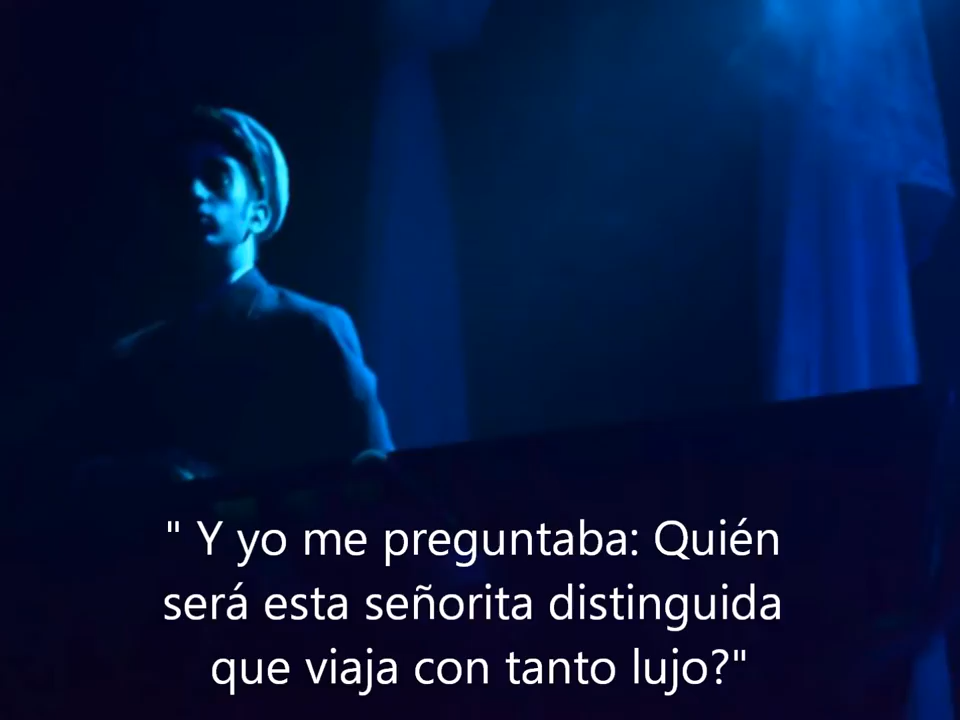 " Y yo me preguntaba: Quién
será esta señorita distinguida
que viaja con tanto lujo?"